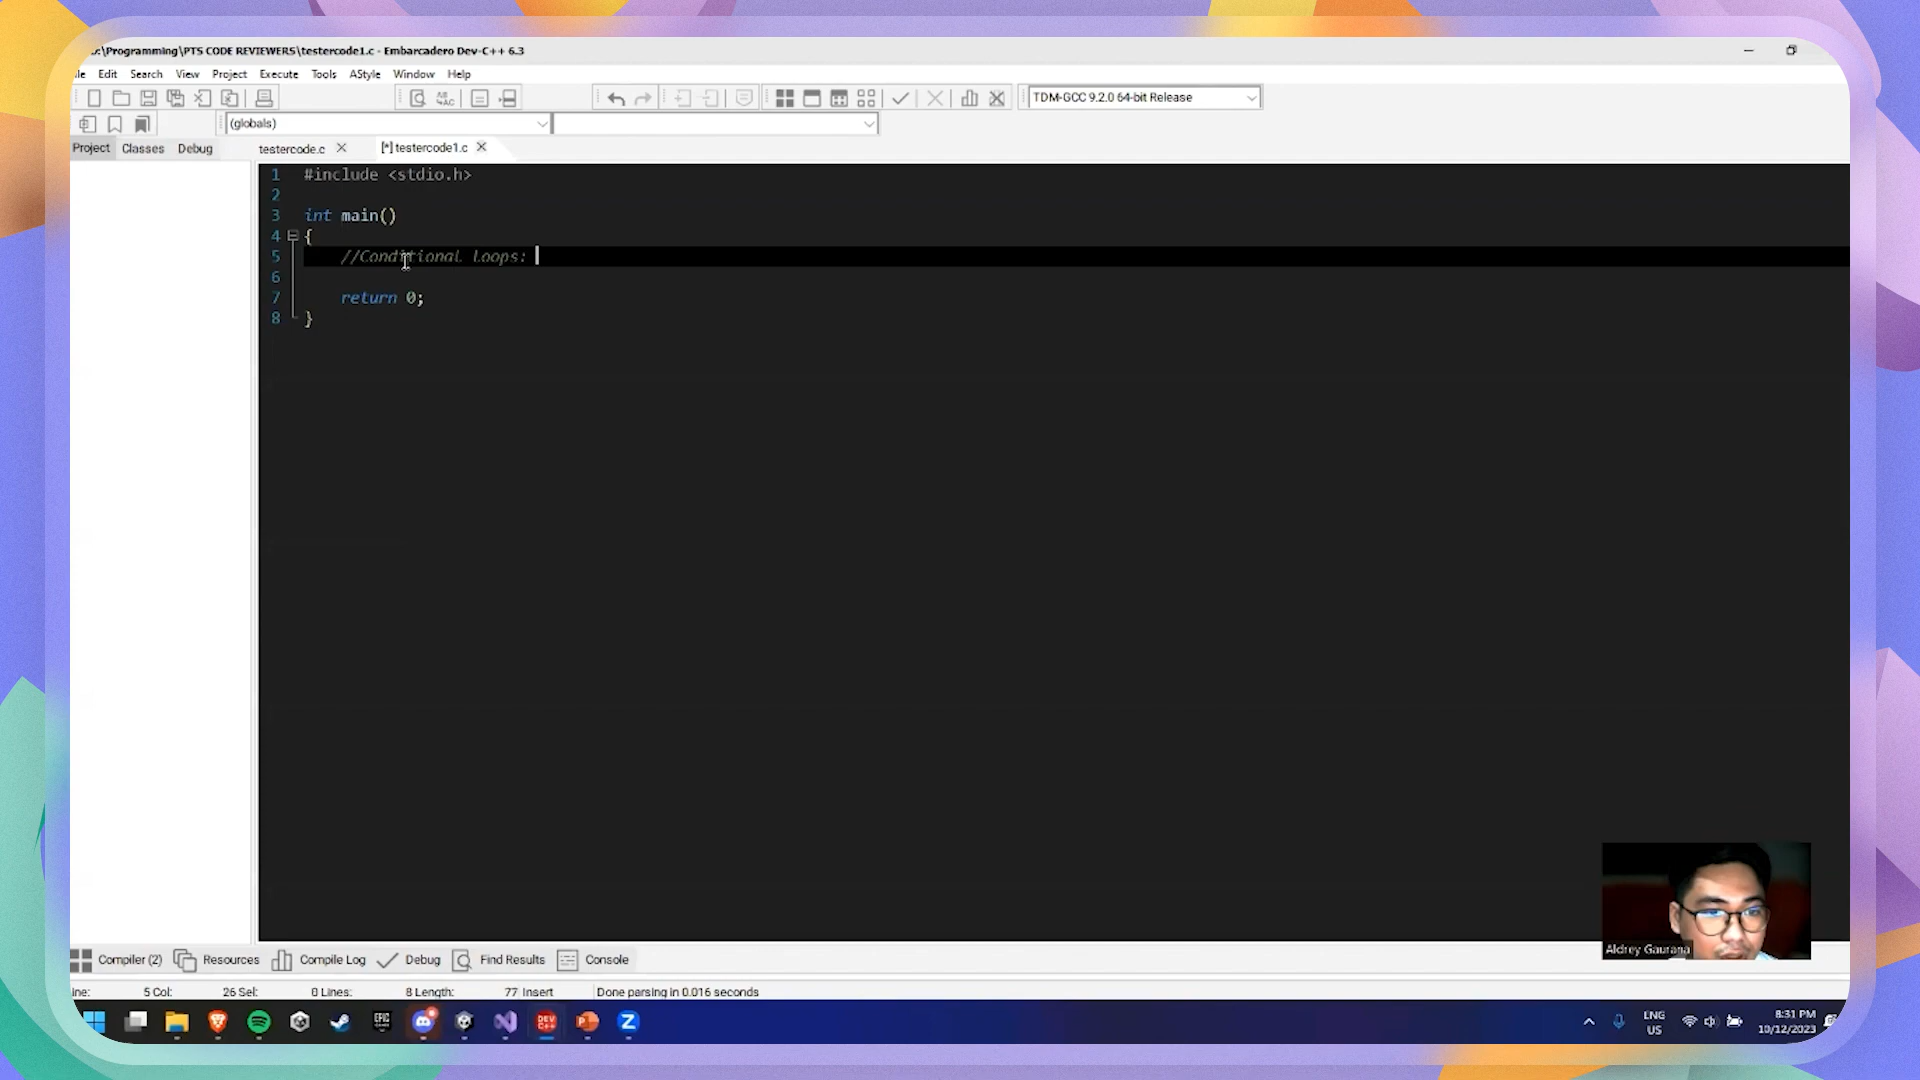 :\Programming\PTS CODE REVIEWERS\testercode1.c - Embarcadero Dev-C++ 6.3
le Edit Search View Project Execute Tools AStyle Window Help
TDM-GCC 9.2.0 64-bit Release
(globals)
Project Classes Debug testercode.c [*] testercode1.c
1 #include <stdio.h>
2
3 int main()
4 {
5 //Conditional Loops:
6
7 return 0;
8 }
Aldrey Gaurana
Compiler (2) Resources Compile Log Debug Find Results Console
ine: 5 Col: 26 Sel: 0 Lines: 8 Length: 77 Insert Done parsing in 0.016 seconds
EPIC
DEV C++
ENG
US
8:31 PM
10/12/2023